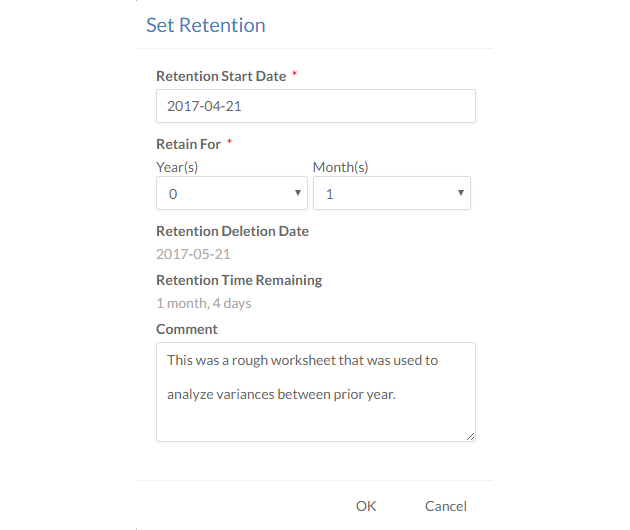 Set Retention
Retention Start Date *
2017-04-21
Retain For *
Year(s) Month(s)
0 1
Retention Deletion Date
2017-05-21
Retention Time Remaining
1 month, 4 days
Comment
This was a rough worksheet that was used to
analyze variances between prior year.
OK Cancel